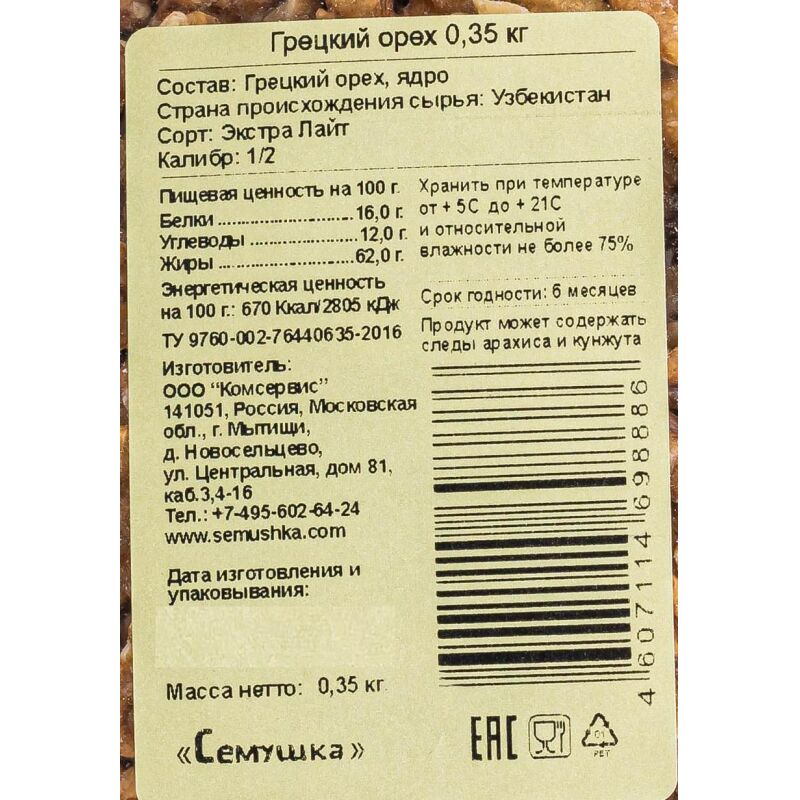 Грецкий орех 0,35 кг
Состав: Грецкий орех, ядро
Страна происхождения сырья: Узбекистан
Сорт: Экстра Лайт
Калибр: 1/2
Пищевая ценность на 100 г.
Белки ........................ 16,0 г.
Углеводы ................... 12,0 г.
Жиры ........................ 62,0 г.
Энергетическая ценность
на 100 г.: 670 Ккал/2805 кДж
ТУ 9760-002-76440635-2016
Изготовитель:
ООО “Комсервис”
141051, Россия, Московская
обл., г. Мытищи,
д. Новосельцево,
ул. Центральная, дом 81,
каб.3,4-16
Тел.: +7-495-602-64-24
www.semushka.com
Дата изготовления и
упаковывания:
Масса нетто: 0,35 кг
«Семушка»
Хранить при температуре
от + 5С до + 21С
и относительной
влажности не более 75%
Срок годности: 6 месяцев
Продукт может содержать
следы арахиса и кунжута
4 607114 698886
EAC
01
PET